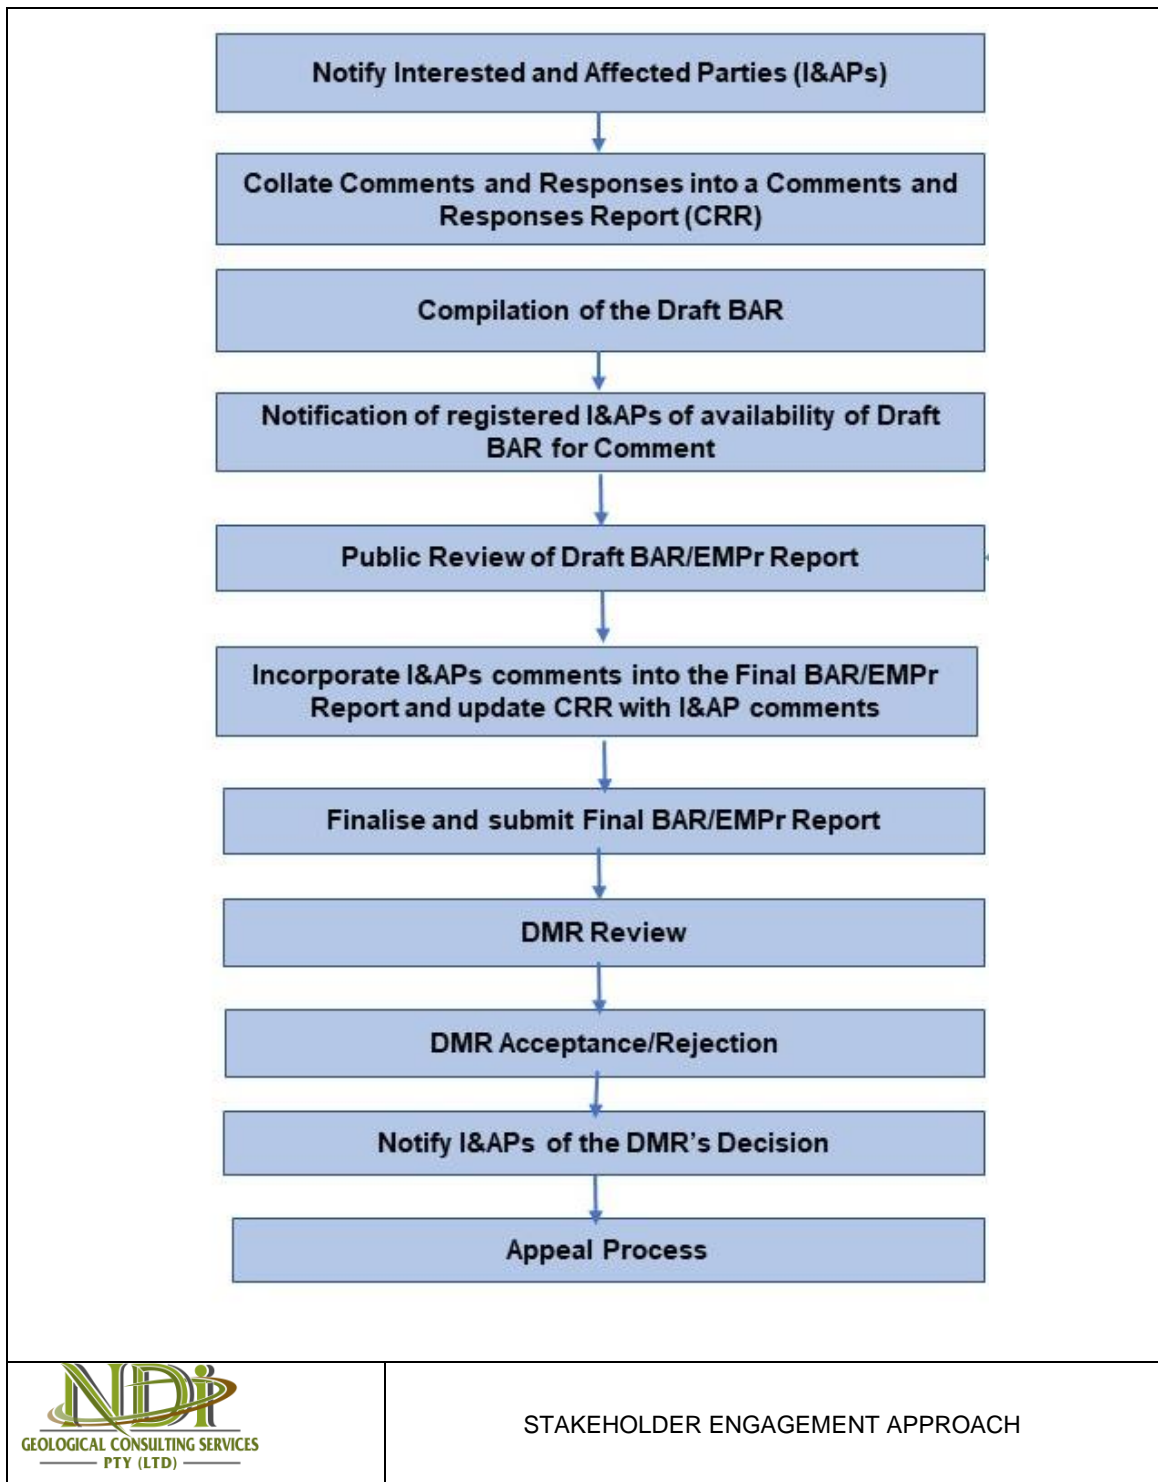 Notify Interested and Affected Parties (I&APs)
Collate Comments and Responses into a Comments and
Responses Report (CRR)
Compilation of the Draft BAR
Notification of registered I&APs of availability of Draft
BAR for Comment
Public Review of Draft BAR/EMPr Report
Incorporate I&APs comments into the Final BAR/EMPr
Report and update CRR with I&AP comments
Finalise and submit Final BAR/EMPr Report
DMR Review
DMR Acceptance/Rejection
Notify I&APs of the DMR's Decision
Appeal Process
NDi
GEOLOGICAL CONSULTING SERVICES
PTY (LTD)
STAKEHOLDER ENGAGEMENT APPROACH